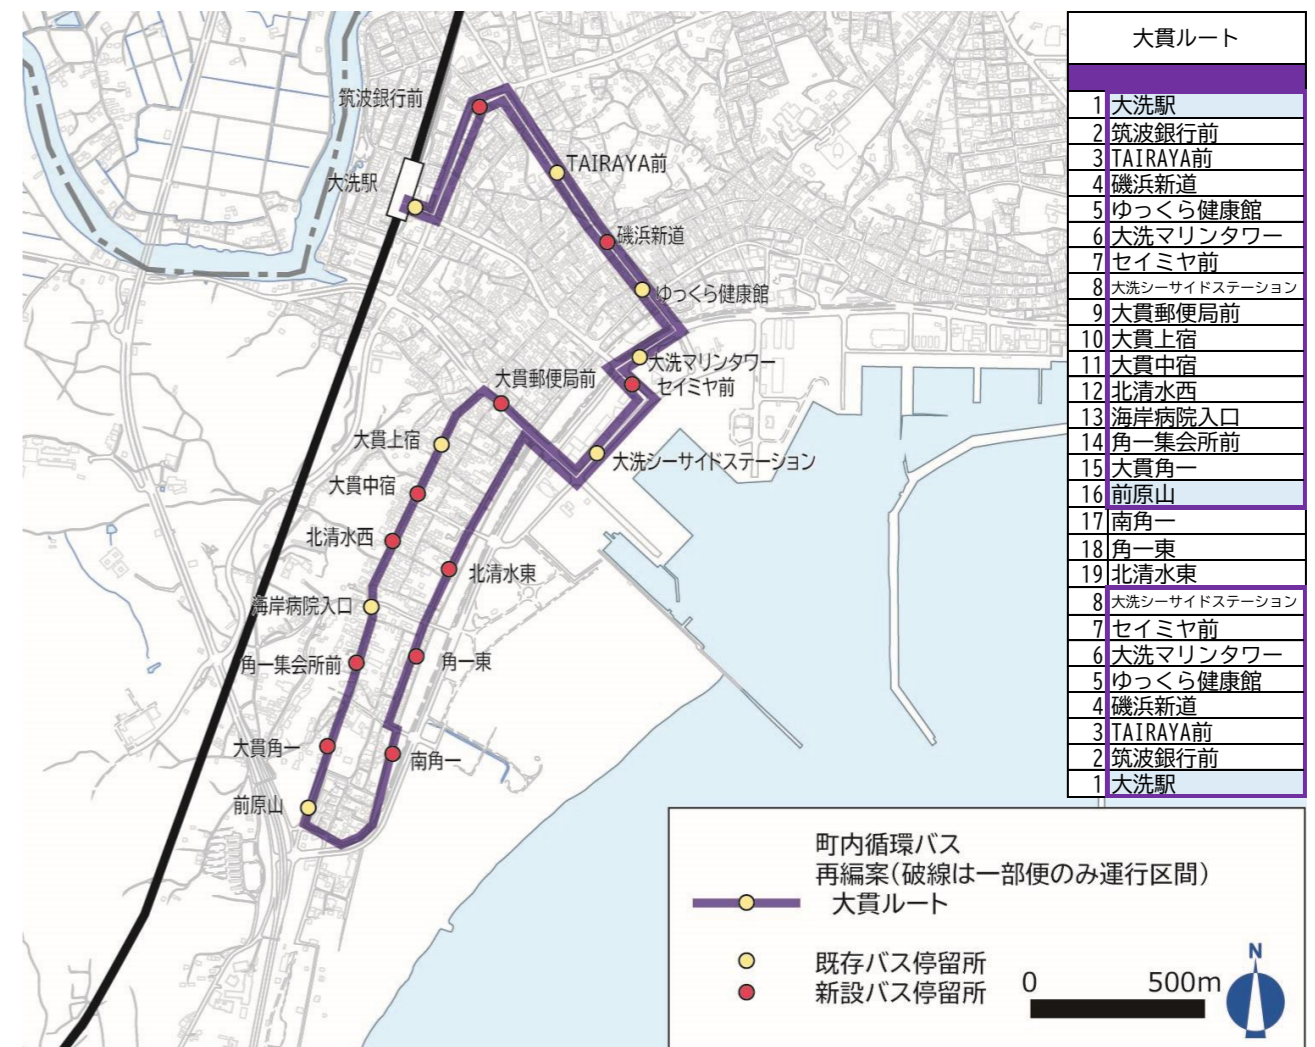 筑波銀行前
大洗駅
TAIRAYA前
磯浜新道
ゆっくら健康館
大洗マリンタワー
セイミヤ前
大貫郵便局前
大洗シーサイドステーション
大貫上宿
大貫中宿
北清水西
北清水東
海岸病院入口
角一集会所前
角一東
大貫角一
南角一
前原山
大貫ルート
1 大洗駅
2 筑波銀行前
3 TAIRAYA前
4 磯浜新道
5 ゆっくら健康館
6 大洗マリンタワー
7 セイミヤ前
8 大洗シーサイドステーション
9 大貫郵便局前
10 大貫上宿
11 大貫中宿
12 北清水西
13 海岸病院入口
14 角一集会所前
15 大貫角一
16 前原山
17 南角一
18 角一東
19 北清水東
8 大洗シーサイドステーション
7 セイミヤ前
6 大洗マリンタワー
5 ゆっくら健康館
4 磯浜新道
3 TAIRAYA前
2 筑波銀行前
1 大洗駅
町内循環バス
再編案(破線は一部便のみ運行区間)
大貫ルート
既存バス停留所
新設バス停留所
0 500m
N